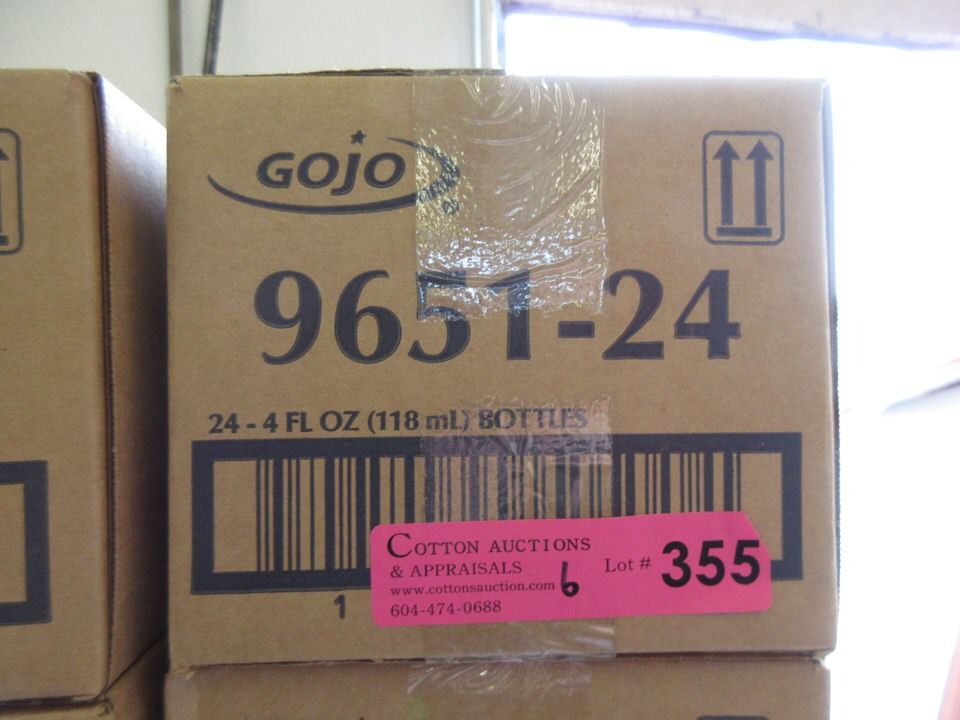 GOJO
9651-24
24 - 4 FL OZ (118 mL) BOTTLES
1
COTTON AUCTIONS
& APPRAISALS
www.cottonsauction.com
604-474-0688
6
Lot # 355